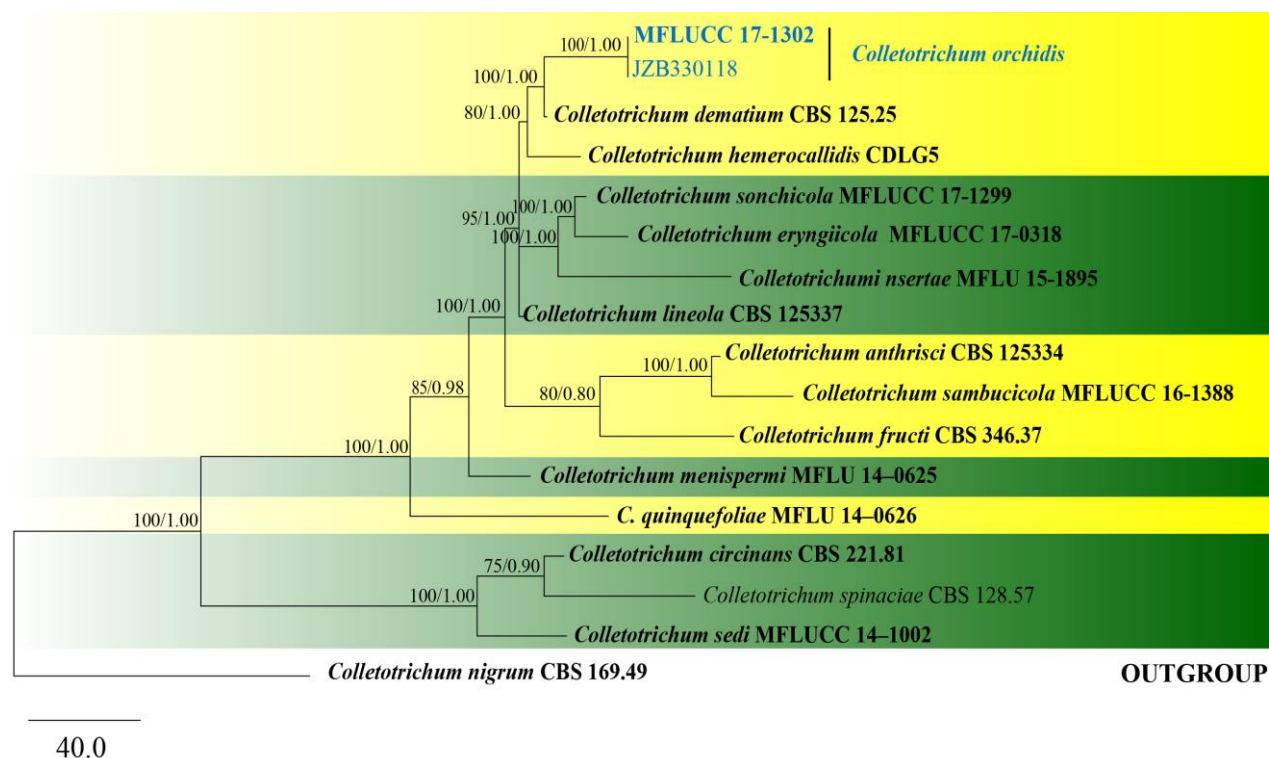 100/1.00
MFLUCC 17-1302
JZB330118
Colletotrichum orchidis
100/1.00
Colletotrichum dematium CBS 125.25
80/1.00
Colletotrichum hemerocallidis CDLG5
Colletotrichum sonchicola MFLUCC 17-1299
100/1.00
95/1.00
Colletotrichum eryngiicola MFLUCC 17-0318
100/1.00
Colletotrichumi nsertae MFLU 15-1895
100/1.00
Colletotrichum lineola CBS 125337
Colletotrichum anthrisci CBS 125334
100/1.00
Colletotrichum sambucicola MFLUCC 16-1388
85/0.98
80/0.80
Colletotrichum fructi CBS 346.37
100/1.00
Colletotrichum menispermi MFLU 14–0625
C. quinquefoliae MFLU 14–0626
100/1.00
Colletotrichum circinans CBS 221.81
75/0.90
Colletotrichum spinaciae CBS 128.57
100/1.00
Colletotrichum sedi MFLUCC 14–1002
Colletotrichum nigrum CBS 169.49
OUTGROUP
40.0